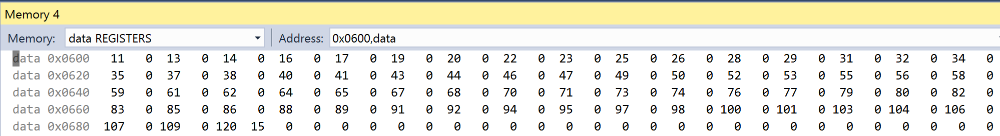 Memory 4
Memory: data REGISTERS Address: 0x0600,data
data 0x0600 11 0 13 0 14 0 16 0 17 0 19 0 20 0 22 0 23 0 25 0 26 0 28 0 29 0 31 0 32 0 34 0
data 0x0620 35 0 37 0 38 0 40 0 41 0 43 0 44 0 46 0 47 0 49 0 50 0 52 0 53 0 55 0 56 0 58 0
data 0x0640 59 0 61 0 62 0 64 0 65 0 67 0 68 0 70 0 71 0 73 0 74 0 76 0 77 0 79 0 80 0 82 0
data 0x0660 83 0 85 0 86 0 88 0 89 0 91 0 92 0 94 0 95 0 97 0 98 0 100 0 101 0 103 0 104 0 106 0
data 0x0680 107 0 109 0 120 15 0 0 0 0 0 0 0 0 0 0 0 0 0 0 0 0 0 0 0 0 0 0 0 0 0 0